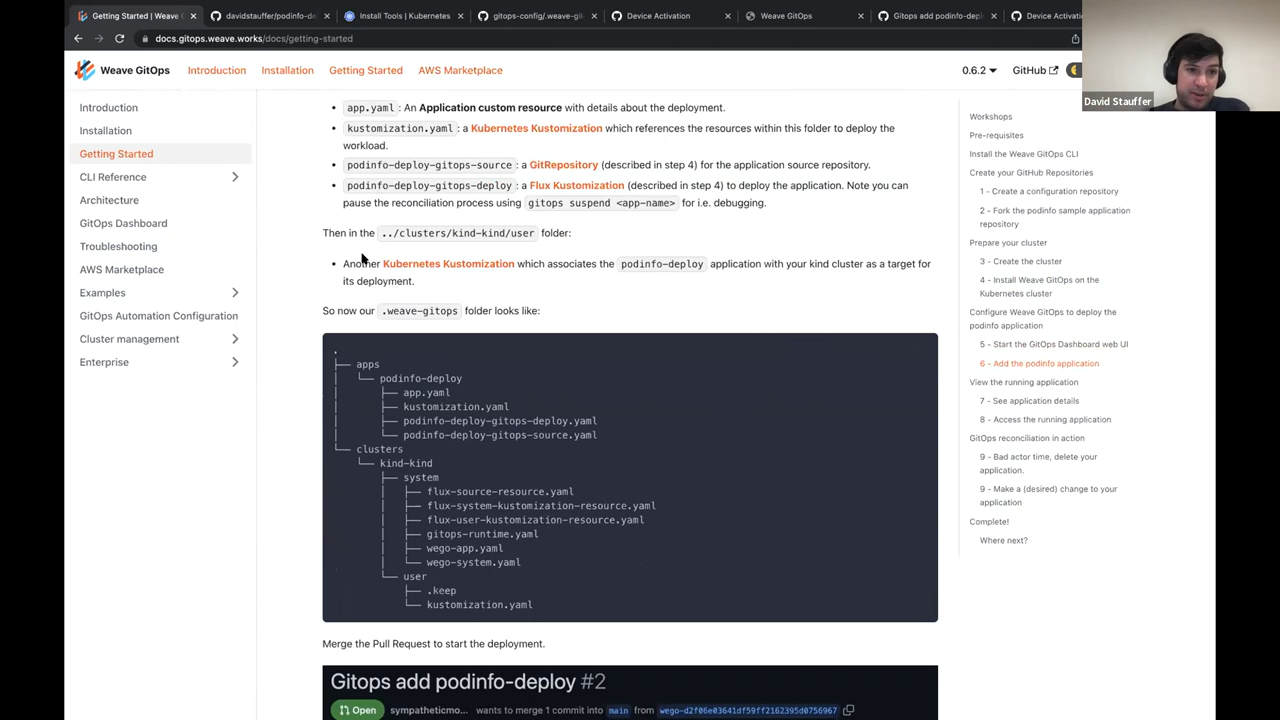 Getting Started | Weave G
davidstauffer/podinfo-de
Install Tools | Kubernetes
gitops-config/.weave-git
Device Activation
Weave GitOps
Gitops add podinfo-depl
Device Activatio
docs.gitops.weave.works/docs/getting-started
Weave GitOps
Introduction
Installation
Getting Started
AWS Marketplace
0.6.2
GitHub
David Stauffer
Introduction
Installation
Getting Started
CLI Reference
Architecture
GitOps Dashboard
Troubleshooting
AWS Marketplace
Examples
GitOps Automation Configuration
Cluster management
Enterprise
app.yaml : An Application custom resource with details about the deployment.
kustomization.yaml : a Kubernetes Kustomization which references the resources within this folder to deploy the
workload.
podinfo-deploy-gitops-source : a GitRepository (described in step 4) for the application source repository.
podinfo-deploy-gitops-deploy : a Flux Kustomization (described in step 4) to deploy the application. Note you can
pause the reconciliation process using gitops suspend <app-name> for i.e. debugging.
Then in the ../clusters/kind-kind/user folder:
Another Kubernetes Kustomization which associates the podinfo-deploy application with your kind cluster as a target for
its deployment.
So now our .weave-gitops folder looks like:
.
├── apps
│   └── podinfo-deploy
│       ├── app.yaml
│       ├── kustomization.yaml
│       ├── podinfo-deploy-gitops-deploy.yaml
│       └── podinfo-deploy-gitops-source.yaml
└── clusters
    └── kind-kind
        ├── system
        │   ├── flux-source-resource.yaml
        │   ├── flux-system-kustomization-resource.yaml
        │   ├── flux-user-kustomization-resource.yaml
        │   ├── gitops-runtime.yaml
        │   ├── wego-app.yaml
        │   └── wego-system.yaml
        └── user
            ├── .keep
            └── kustomization.yaml
Merge the Pull Request to start the deployment.
Gitops add podinfo-deploy #2
Open
sympatheticmo... wants to merge 1 commit into main from wego-d2f06e03641df59ff2162395d0756967
Workshops
Pre-requisites
Install the Weave GitOps CLI
Create your GitHub Repositories
1 - Create a configuration repository
2 - Fork the podinfo sample application
repository
Prepare your cluster
3 - Create the cluster
4 - Install Weave GitOps on the
Kubernetes cluster
Configure Weave GitOps to deploy the
podinfo application
5 - Start the GitOps Dashboard web UI
6 - Add the podinfo application
View the running application
7 - See application details
8 - Access the running application
GitOps reconciliation in action
9 - Bad actor time, delete your
application.
9 - Make a (desired) change to your
application
Complete!
Where next?